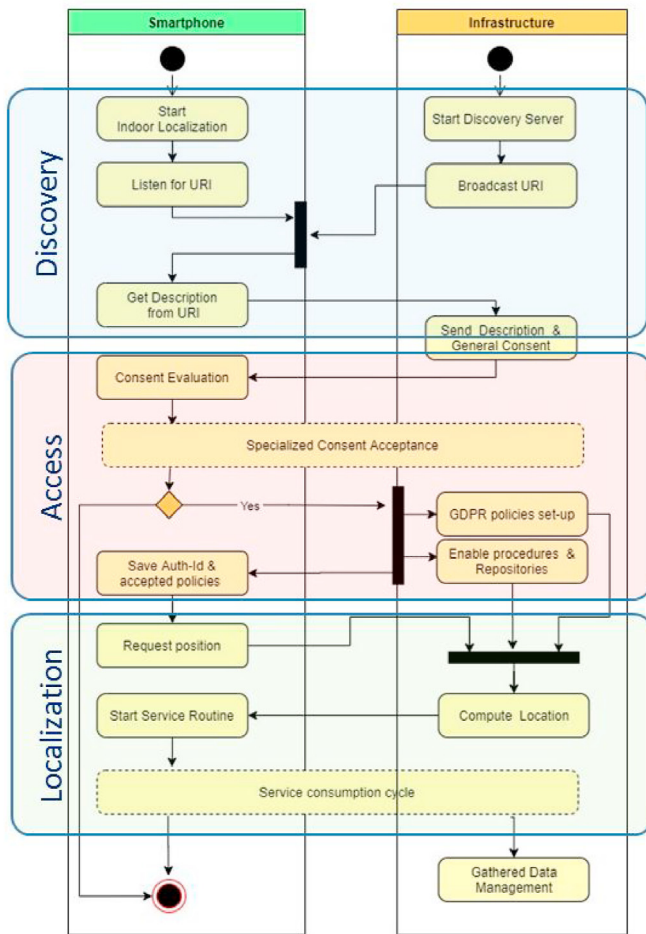 Smartphone
Infrastructure
Discovery
Start
Indoor Localization
Start Discovery Server
Listen for URI
Broadcast URI
Get Description
from URI
Send Description &
General Consent
Access
Consent Evaluation
Specialized Consent Acceptance
Yes
GDPR policies set-up
Save Auth-Id &
accepted policies
Enable procedures &
Repositories
Localization
Request position
Start Service Routine
Compute Location
Service consumption cycle
Gathered Data
Management